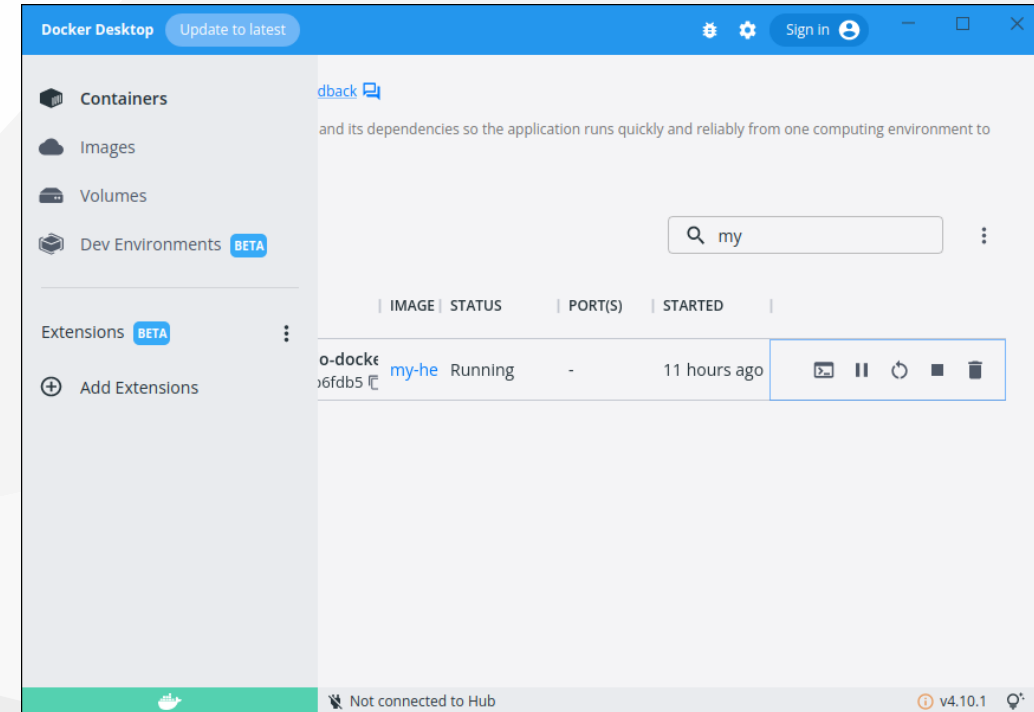 Docker Desktop Update to latest Sign in
Containers
Images
Volumes
Dev Environments BETA
Extensions BETA
Add Extensions
dback
and its dependencies so the application runs quickly and reliably from one computing environment to
my
IMAGE STATUS PORT(S) STARTED
o-docke my-he Running - 11 hours ago
6fdb5
Not connected to Hub v4.10.1